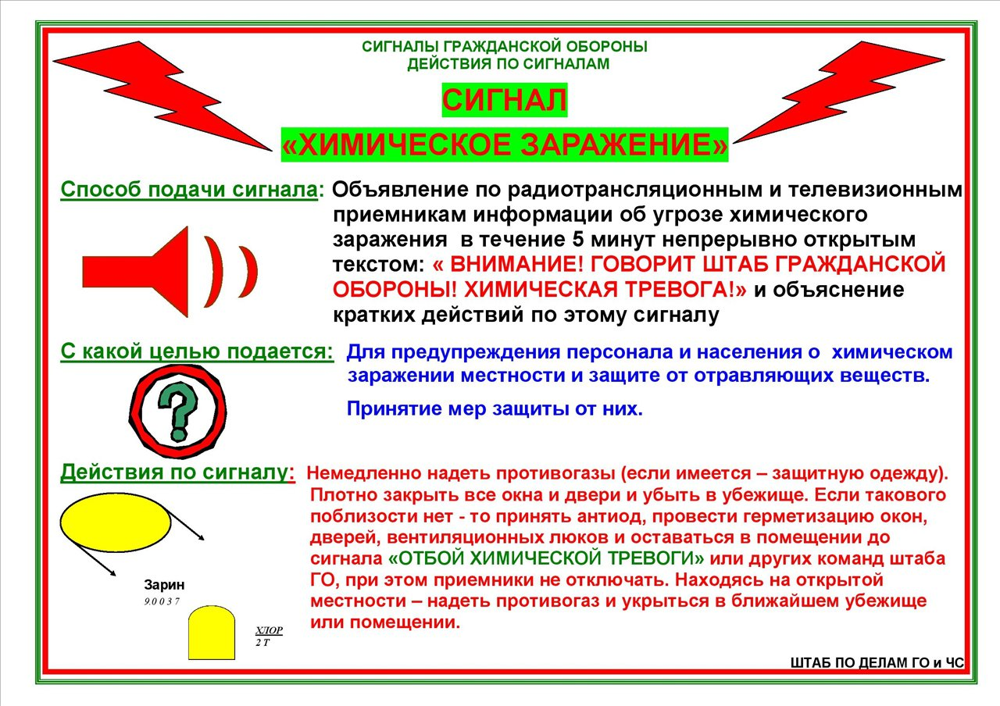 СИГНАЛЫ ГРАЖДАНСКОЙ ОБОРОНЫ
ДЕЙСТВИЯ ПО СИГНАЛАМ
СИГНАЛ
«ХИМИЧЕСКОЕ ЗАРАЖЕНИЕ»
Способ подачи сигнала: Объявление по радиотрансляционным и телевизионным
приемникам информации об угрозе химического
заражения в течение 5 минут непрерывно открытым
текстом: « ВНИМАНИЕ! ГОВОРИТ ШТАБ ГРАЖДАНСКОЙ
ОБОРОНЫ! ХИМИЧЕСКАЯ ТРЕВОГА!» и объяснение
кратких действий по этому сигналу
С какой целью подается: Для предупреждения персонала и населения о химическом
заражении местности и защите от отравляющих веществ.
Принятие мер защиты от них.
Действия по сигналу: Немедленно надеть противогазы (если имеется – защитную одежду).
Плотно закрыть все окна и двери и убыть в убежище. Если такового
поблизости нет - то принять антиод, провести герметизацию окон,
дверей, вентиляционных люков и оставаться в помещении до
сигнала «ОТБОЙ ХИМИЧЕСКОЙ ТРЕВОГИ» или других команд штаба
ГО, при этом приемники не отключать. Находясь на открытой
местности – надеть противогаз и укрыться в ближайшем убежище
или помещении.
Зарин
9.0 0 3 7
ХЛОР
2 Т
ШТАБ ПО ДЕЛАМ ГО и ЧС